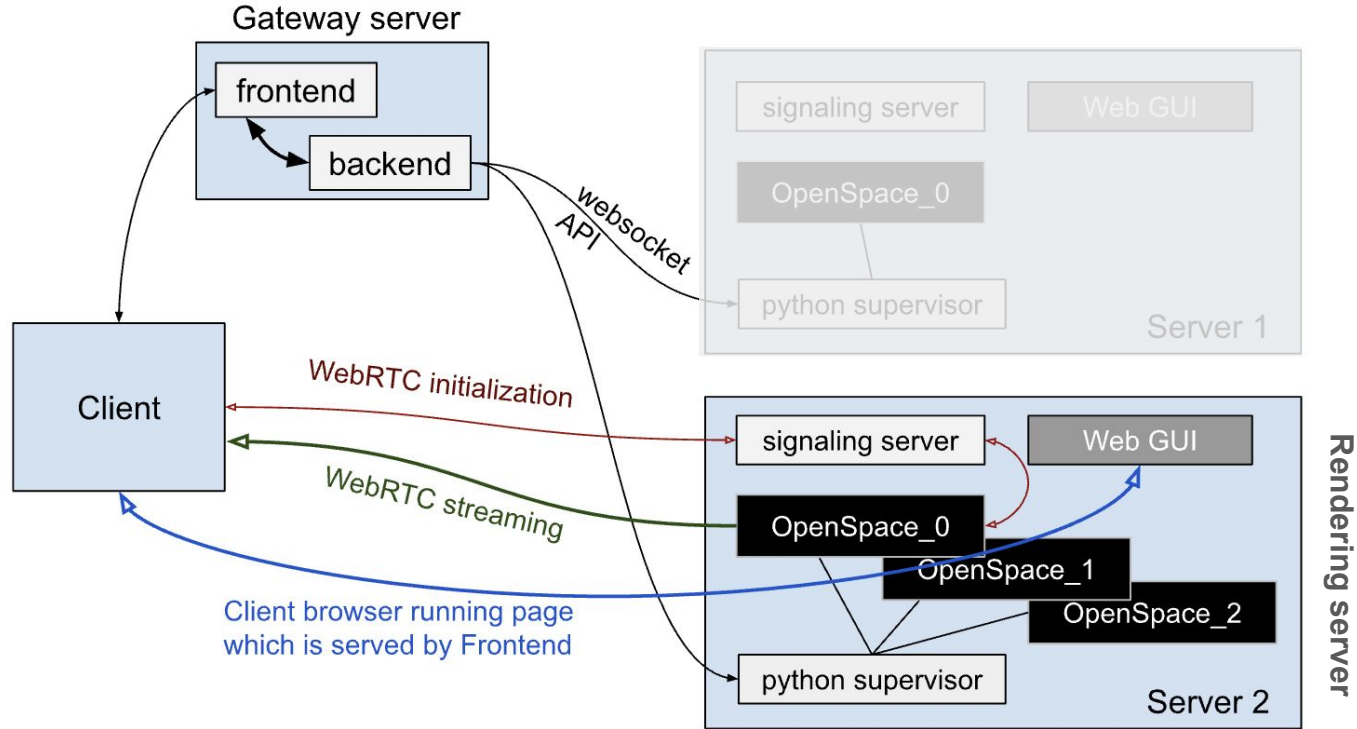 Gateway server
frontend
backend
websocket
API
signaling server
Web GUI
OpenSpace_0
python supervisor
Server 1
Client
WebRTC initialization
WebRTC streaming
Client browser running page
which is served by Frontend
signaling server
Web GUI
OpenSpace_0
OpenSpace_1
OpenSpace_2
python supervisor
Server 2
Rendering server